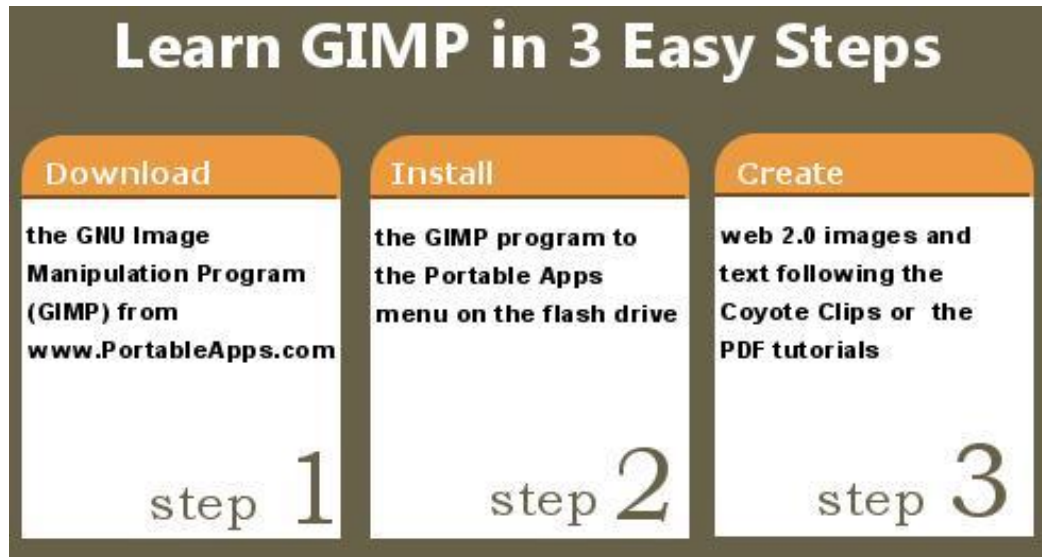 Learn GIMP in 3 Easy Steps
Download
the GNU Image
Manipulation Program
(GIMP) from
www.PortableApps.com
step 1
Install
the GIMP program to
the Portable Apps
menu on the flash drive
step 2
Create
web 2.0 images and
text following the
Coyote Clips or the
PDF tutorials
step 3